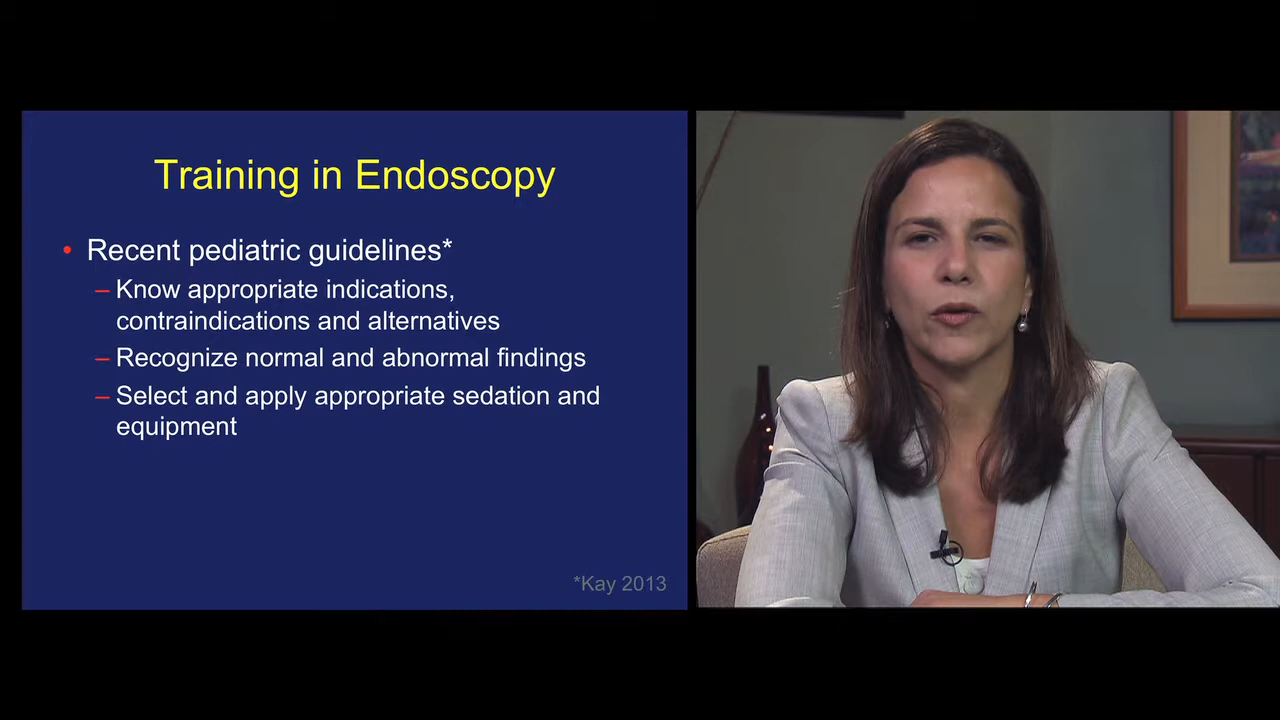 Training in Endoscopy
• Recent pediatric guidelines*
– Know appropriate indications,
contraindications and alternatives
– Recognize normal and abnormal findings
– Select and apply appropriate sedation and
equipment
*Kay 2013